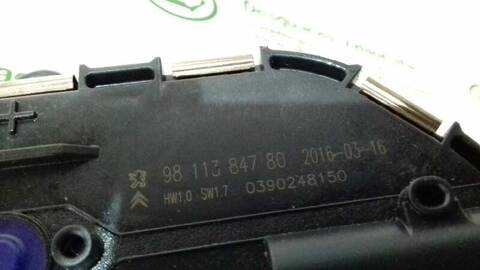 +
98 113 847 80 2016-03-16
HW1.0 SW1.7 0390248150